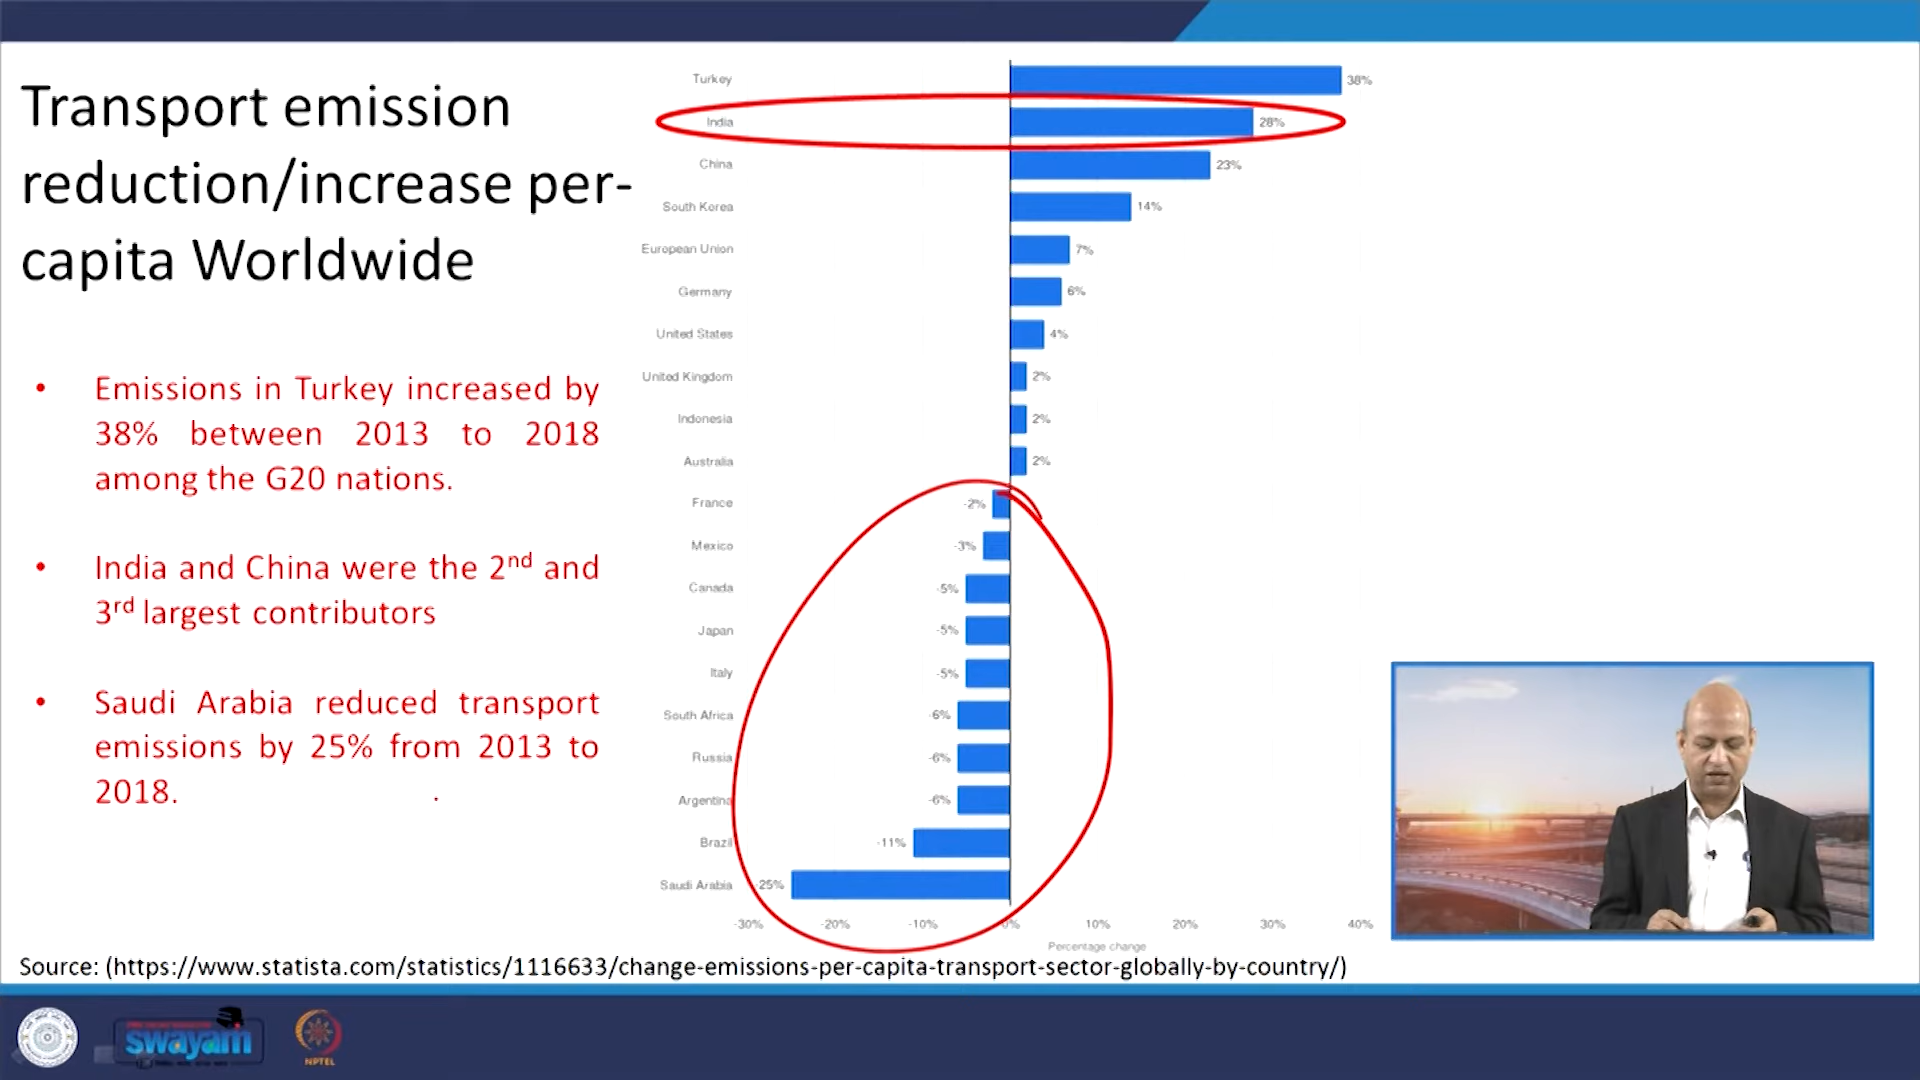 Transport emission
reduction/increase per-
capita Worldwide
• Emissions in Turkey increased by
38% between 2013 to 2018
among the G20 nations.
• India and China were the 2nd and
3rd largest contributors
• Saudi Arabia reduced transport
emissions by 25% from 2013 to
2018.
Turkey 38%
India 28%
China 23%
South Korea 14%
European Union 7%
Germany 6%
United States 4%
United Kingdom 2%
Indonesia 2%
Australia 2%
France -2%
Mexico -3%
Canada -5%
Japan -5%
Italy -5%
South Africa -6%
Russia -6%
Argentina -6%
Brazil -11%
Saudi Arabia -25%
-30% -20% -10% 0% 10% 20% 30% 40%
Percentage change
Source: (https://www.statista.com/statistics/1116633/change-emissions-per-capita-transport-sector-globally-by-country/)
swayam
NPTEL